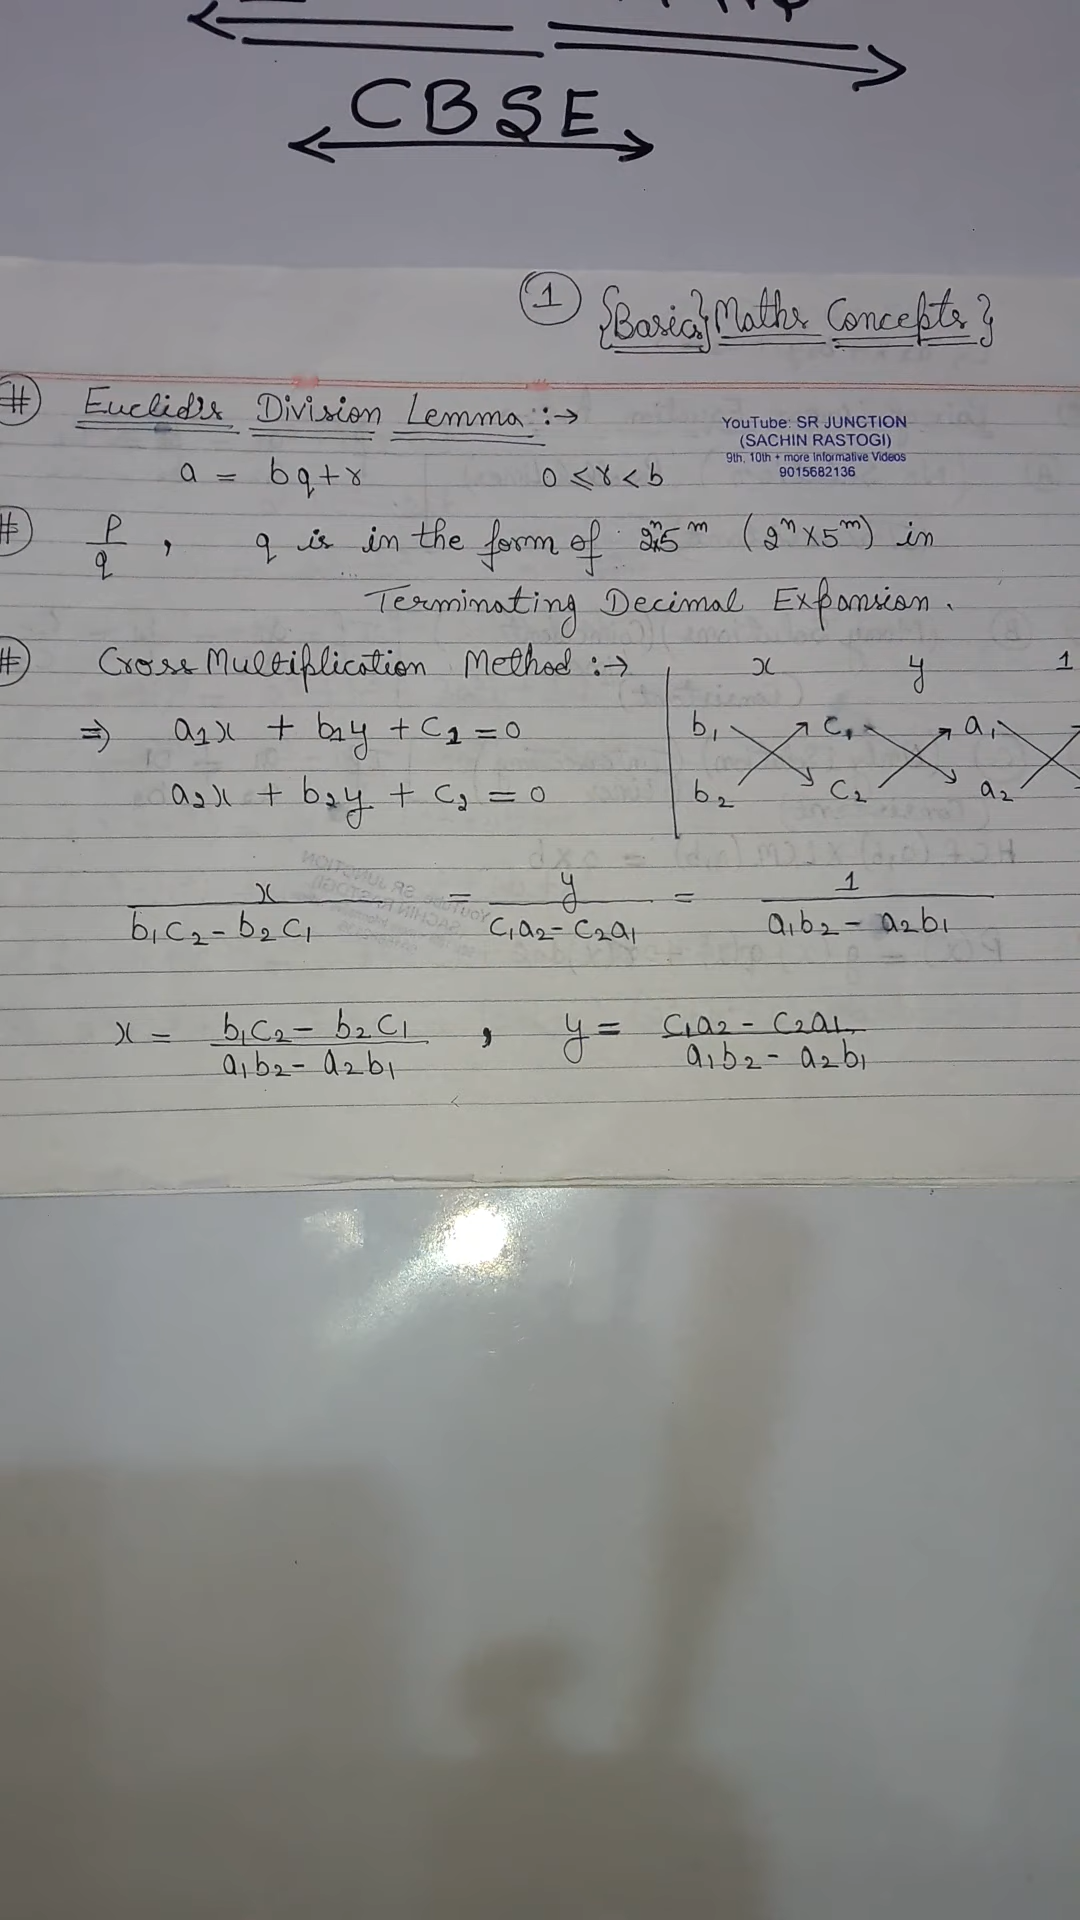 CBSE
① {Basics} Maths Concepts }
# Euclid's Division Lemma :→
YouTube: SR JUNCTION
(SACHIN RASTOGI)
9th, 10th + more Informative Videos
9015682136
a = bq + r 0 ≤ r < b
# p/q , q is in the form of 2ⁿ×5ᵐ (2ⁿ×5ᵐ) in
Terminating Decimal Expansion.
# Cross Multiplication Method :→
⇒ a₁x + b₁y + c₁ = 0
a₂x + b₂y + c₂ = 0
x y 1
b₁ c₁ a₁
b₂ c₂ a₂
x/(b₁c₂ - b₂c₁) = y/(c₁a₂ - c₂a₁) = 1/(a₁b₂ - a₂b₁)
x = (b₁c₂ - b₂c₁)/(a₁b₂ - a₂b₁) , y = (c₁a₂ - c₂a₁)/(a₁b₂ - a₂b₁)